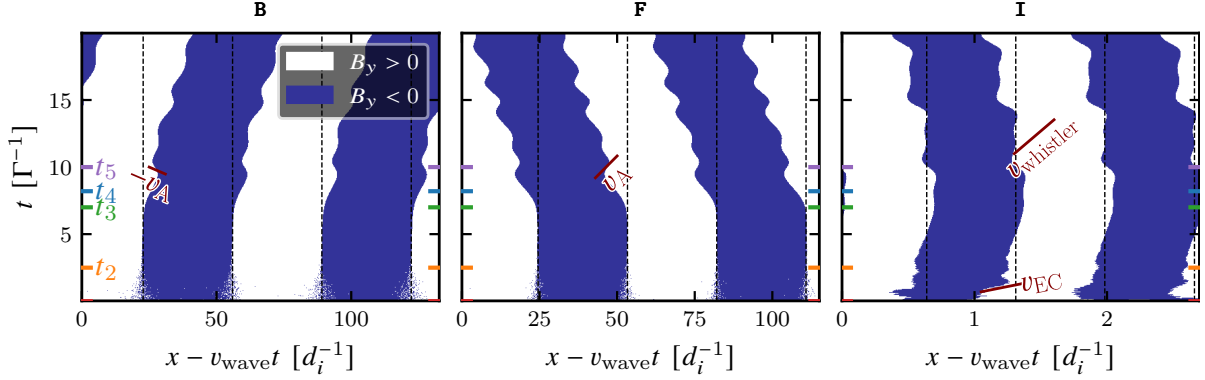 B
F
I
B_y > 0
B_y < 0
t [Γ^{-1}]
15
10
5
t_5
t_4
t_3
t_2
-v_A
v_A
v_whistler
v_EC
0 50 100
0 25 50 75 100
0 1 2
x − v_wave t [d_i^{-1}]
x − v_wave t [d_i^{-1}]
x − v_wave t [d_i^{-1}]